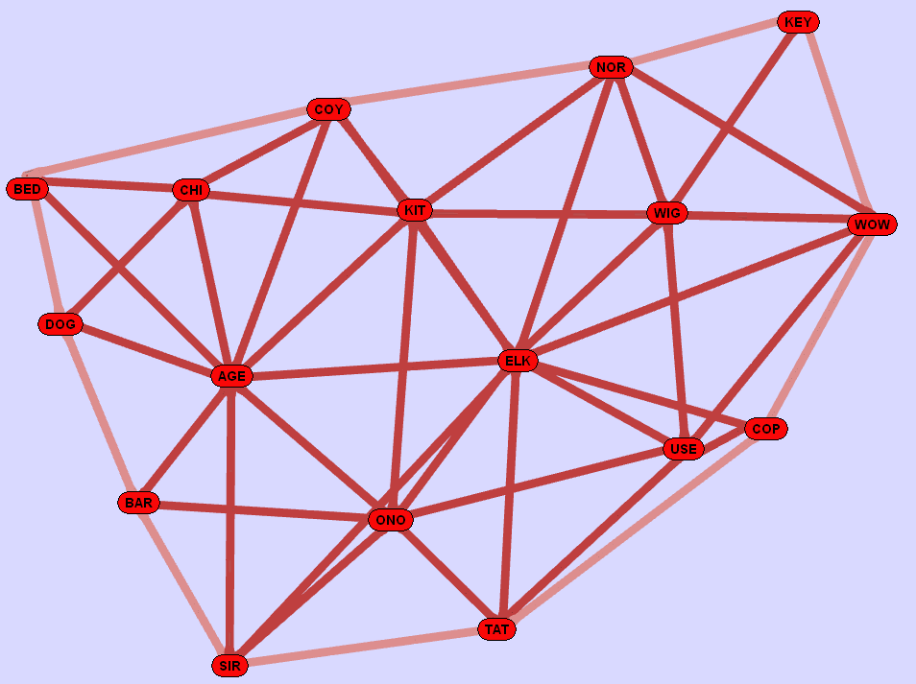 KEY
NOR
COY
BED
CHI
KIT
WIG
WOW
DOG
ELK
AGE
COP
USE
BAR
ONO
TAT
SIR